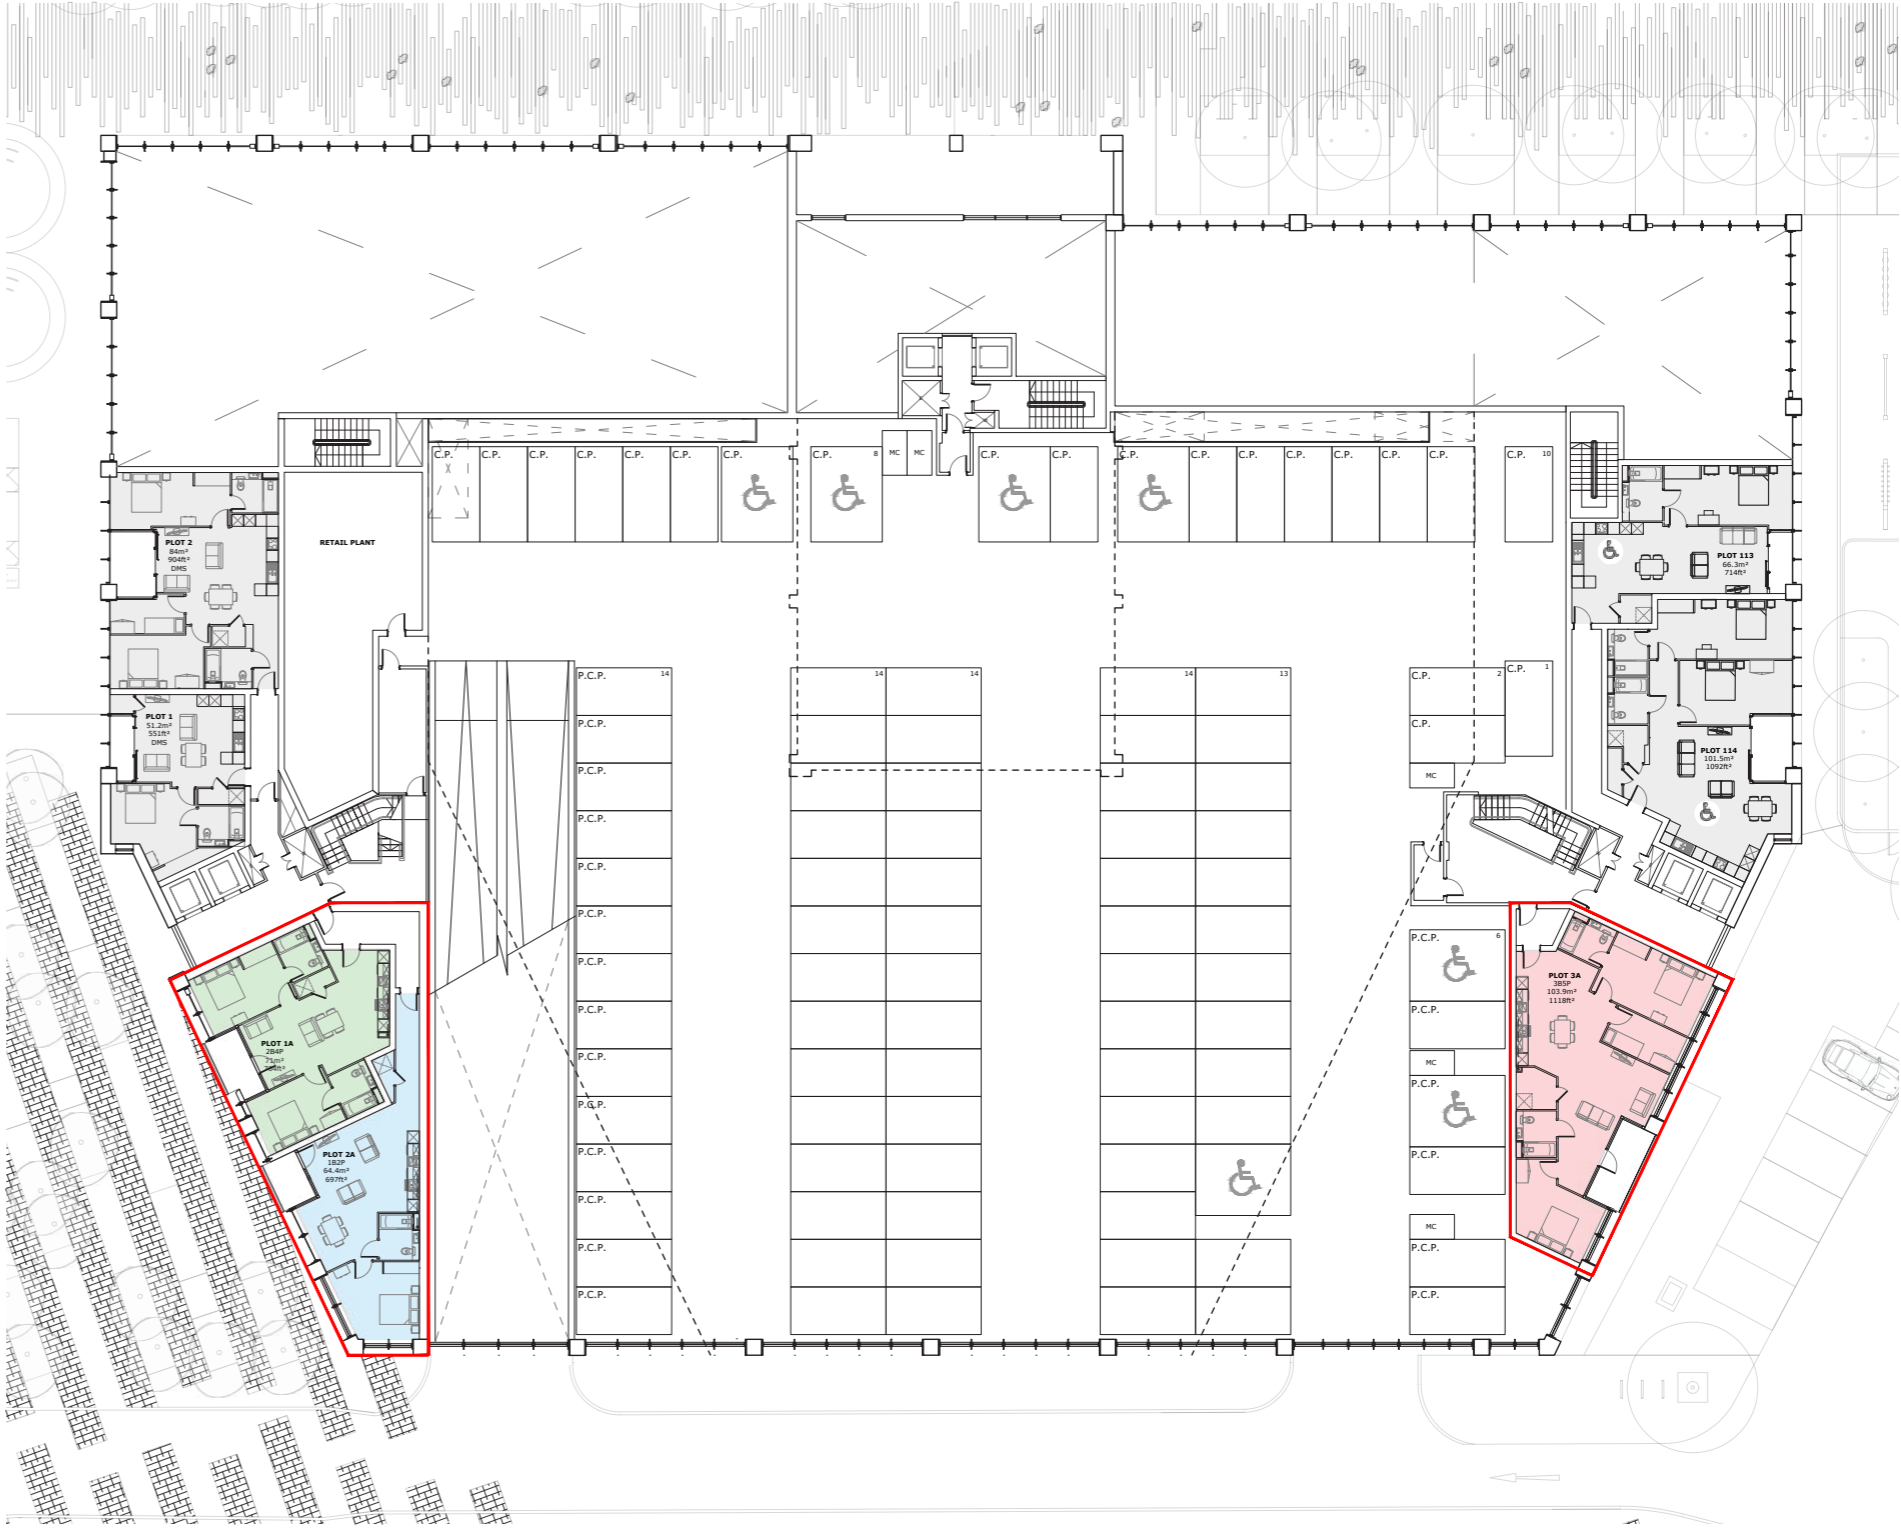 C.P.
C.P.
C.P.
C.P.
C.P.
C.P.
C.P.
C.P. 8
MC
MC
C.P.
C.P.
C.P.
C.P.
C.P.
C.P.
C.P.
C.P.
C.P.
C.P. 10
PLOT 2
84m²
904ft²
DMS
RETAIL PLANT
PLOT 113
66.3m²
714ft²
PLOT 1
51.2m²
551ft²
DMS
P.C.P. 14
P.C.P.
P.C.P.
P.C.P.
P.C.P.
P.C.P.
P.C.P.
P.C.P.
P.C.P.
P.C.P.
P.C.P.
P.C.P.
P.C.P.
P.C.P.
14
14
14
13
C.P. 2
C.P.
C.P. 1
MC
PLOT 114
101.5m²
1092ft²
P.C.P. 6
P.C.P.
MC
P.C.P.
P.C.P.
MC
P.C.P.
P.C.P.
PLOT 1A
2B4P
71m²
PLOT 2A
1B2P
64.4m²
697ft²
PLOT 3A
3B5P
103.9m²
1118ft²